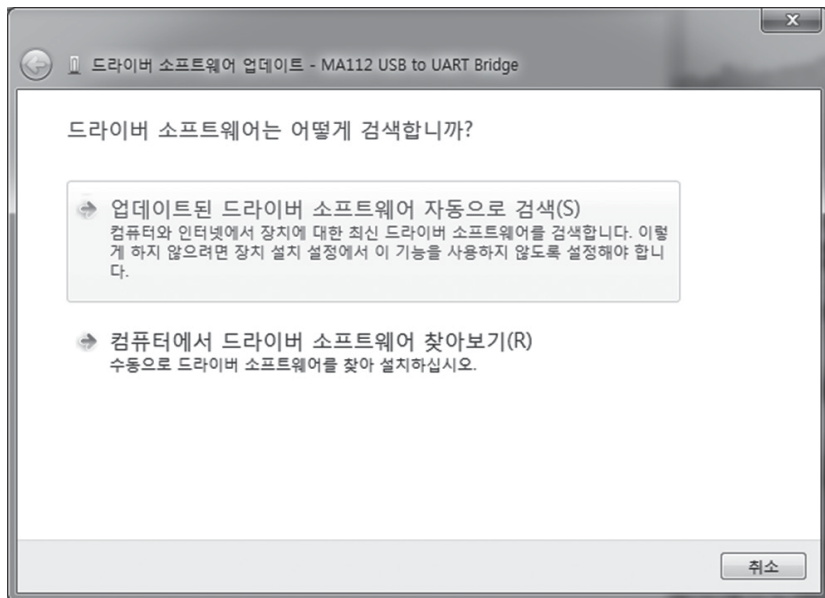 드라이버 소프트웨어 업데이트 - MA112 USB to UART Bridge
드라이버 소프트웨어는 어떻게 검색합니까?
업데이트된 드라이버 소프트웨어 자동으로 검색(S)
컴퓨터와 인터넷에서 장치에 대한 최신 드라이버 소프트웨어를 검색합니다. 이렇
게 하지 않으려면 장치 설치 설정에서 이 기능을 사용하지 않도록 설정해야 합니
다.
컴퓨터에서 드라이버 소프트웨어 찾아보기(R)
수동으로 드라이버 소프트웨어를 찾아 설치하십시오.
취소